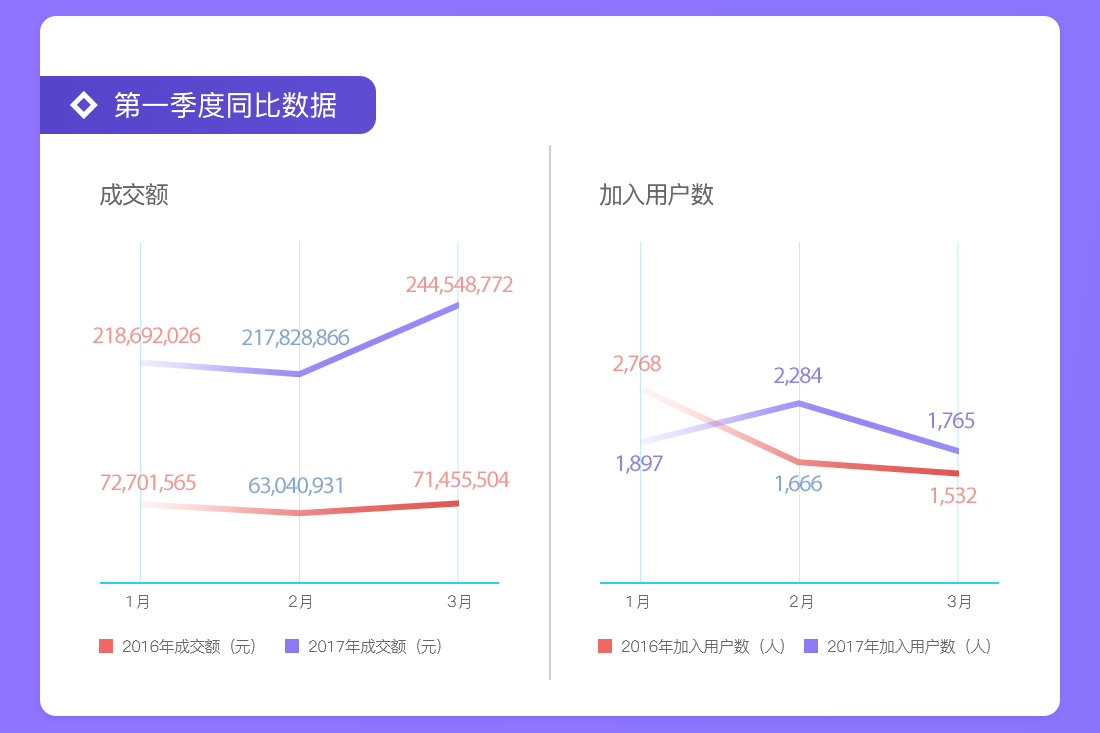 第一季度同比数据
成交额
244,548,772
218,692,026
217,828,866
72,701,565
63,040,931
71,455,504
1月 2月 3月
2016年成交额（元） 2017年成交额（元）
加入用户数
2,768
2,284
1,765
1,897
1,666
1,532
1月 2月 3月
2016年加入用户数（人） 2017年加入用户数（人）